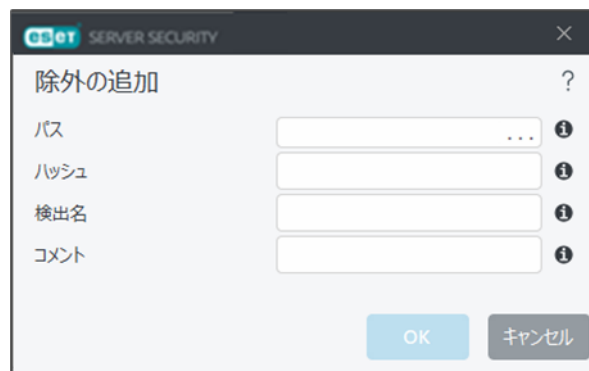 eset SERVER SECURITY
除外の追加 ?
パス ...
ハッシュ
検出名
コメント
OK キャンセル